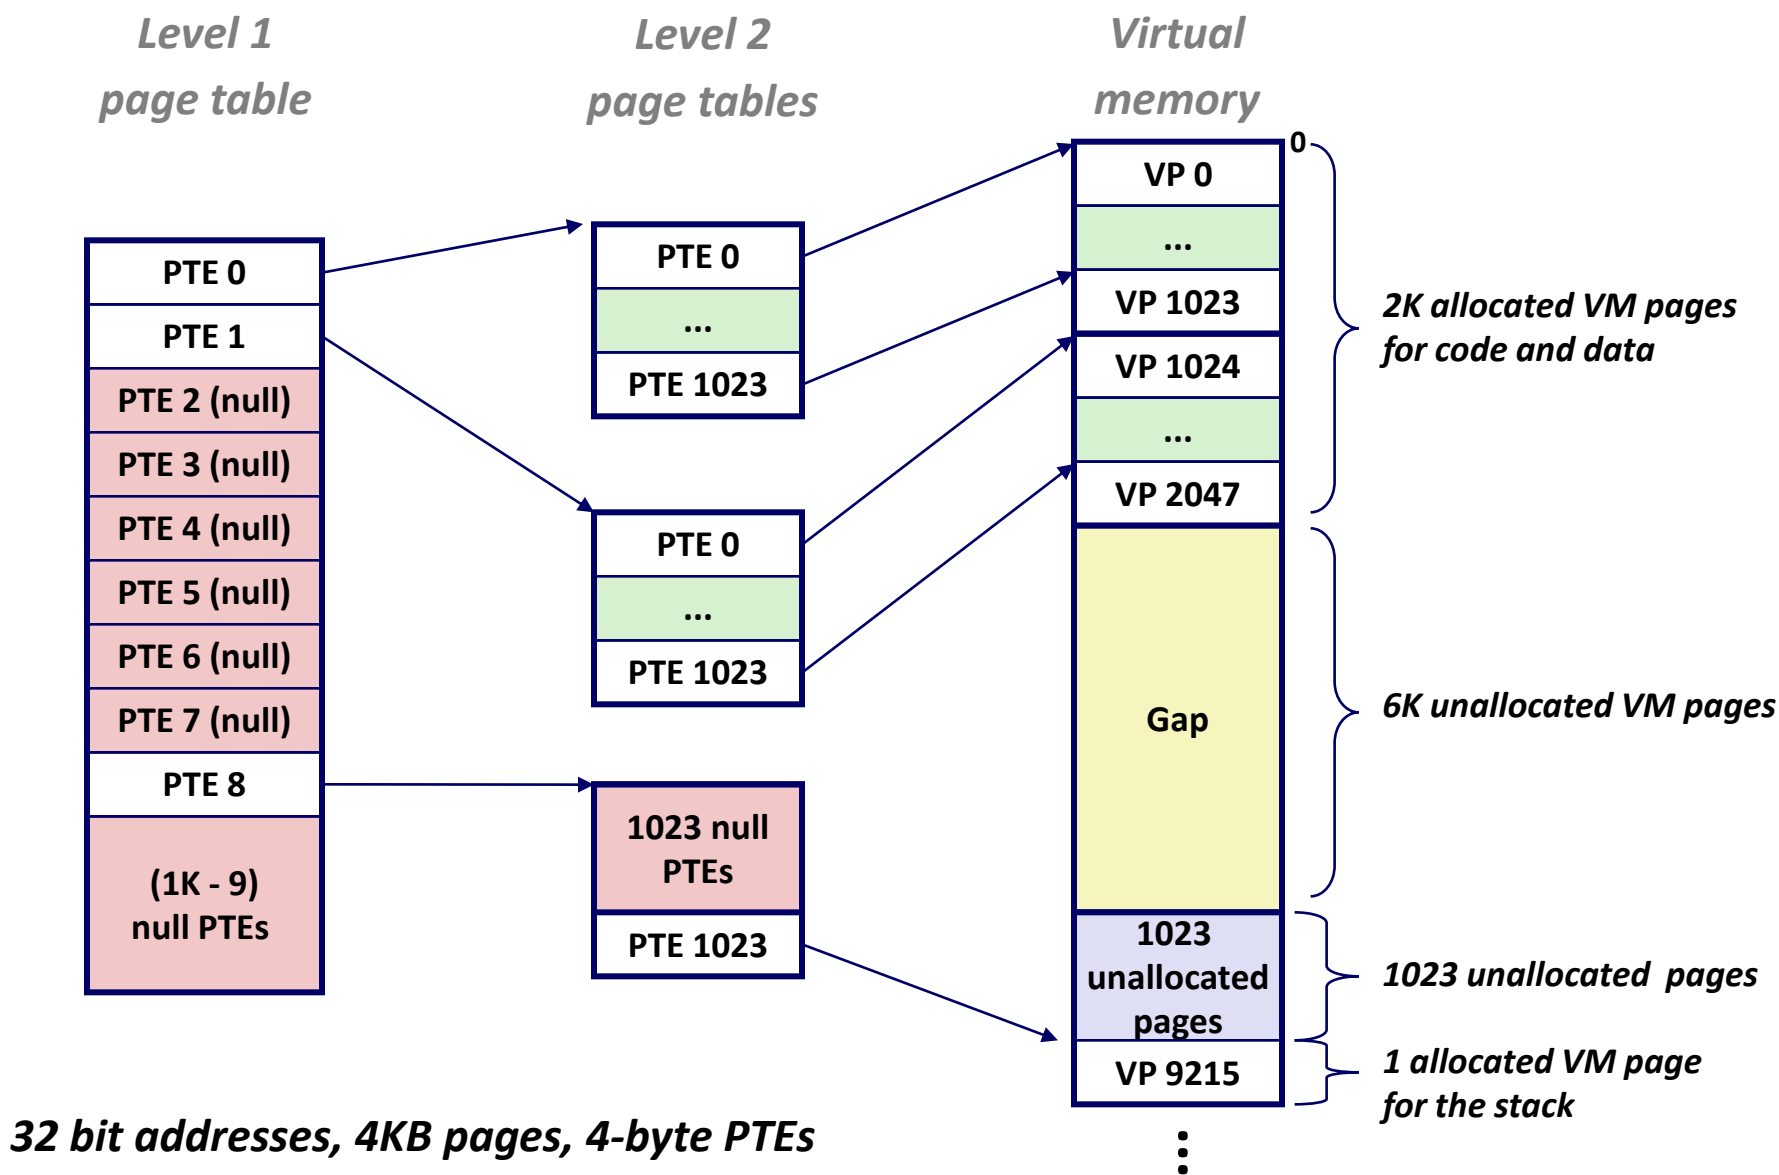 Level 1
page table
Level 2
page tables
Virtual
memory
PTE 0
PTE 1
PTE 2 (null)
PTE 3 (null)
PTE 4 (null)
PTE 5 (null)
PTE 6 (null)
PTE 7 (null)
PTE 8
(1K - 9)
null PTEs
PTE 0
...
PTE 1023
PTE 0
...
PTE 1023
1023 null
PTEs
PTE 1023
0
VP 0
...
VP 1023
VP 1024
...
VP 2047
Gap
1023
unallocated
pages
VP 9215
2K allocated VM pages
for code and data
6K unallocated VM pages
1023 unallocated  pages
1 allocated VM page
for the stack
32 bit addresses, 4KB pages, 4-byte PTEs